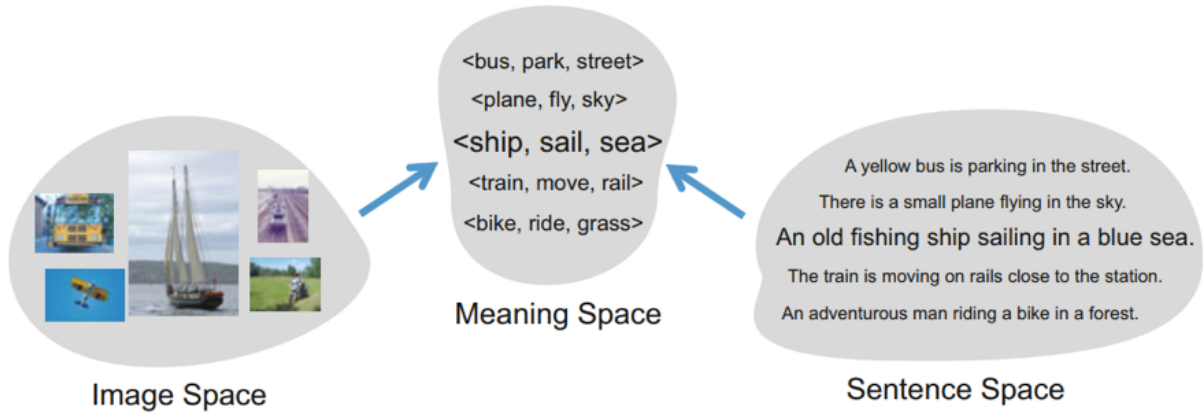 <bus, park, street>
<plane, fly, sky>
<ship, sail, sea>
<train, move, rail>
<bike, ride, grass>
Meaning Space
Image Space
A yellow bus is parking in the street.
There is a small plane flying in the sky.
An old fishing ship sailing in a blue sea.
The train is moving on rails close to the station.
An adventurous man riding a bike in a forest.
Sentence Space